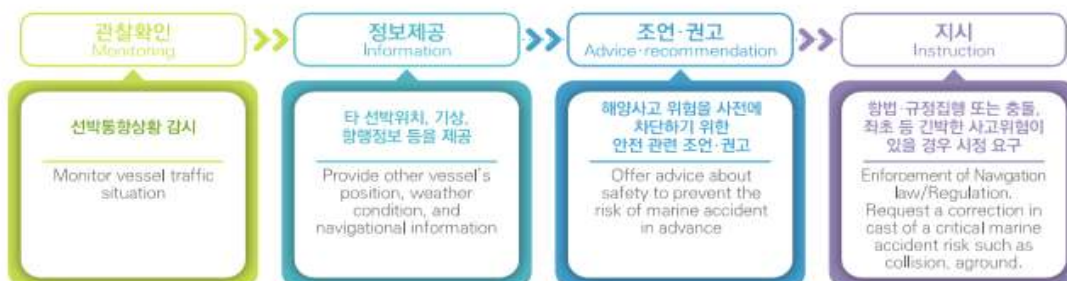 관찰확인
Monitoring
정보제공
Information
조언·권고
Advice·recommendation
지시
Instruction
선박통항상황 감시
Monitor vessel traffic
situation
타 선박위치, 기상,
항행정보 등을 제공
Provide other vessel's
position, weather
condition, and
navigational information
해양사고 위험을 사전에
차단하기 위한
안전 관련 조언·권고
Offer advice about
safety to prevent the
risk of marine accident
in advance
항법·규정집행 또는 충돌,
좌초 등 긴박한 사고위험이
있을 경우 시정 요구
Enforcement of Navigation
law/Regulation.
Request a correction in
cast of a critical marine
accident risk such as
collision, aground.